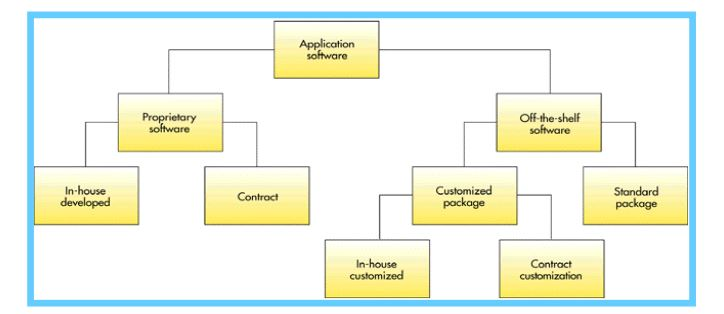 Application
software
Proprietary
software
Off-the-shelf
software
In-house
developed
Contract
Customized
package
Standard
package
In-house
customized
Contract
customization